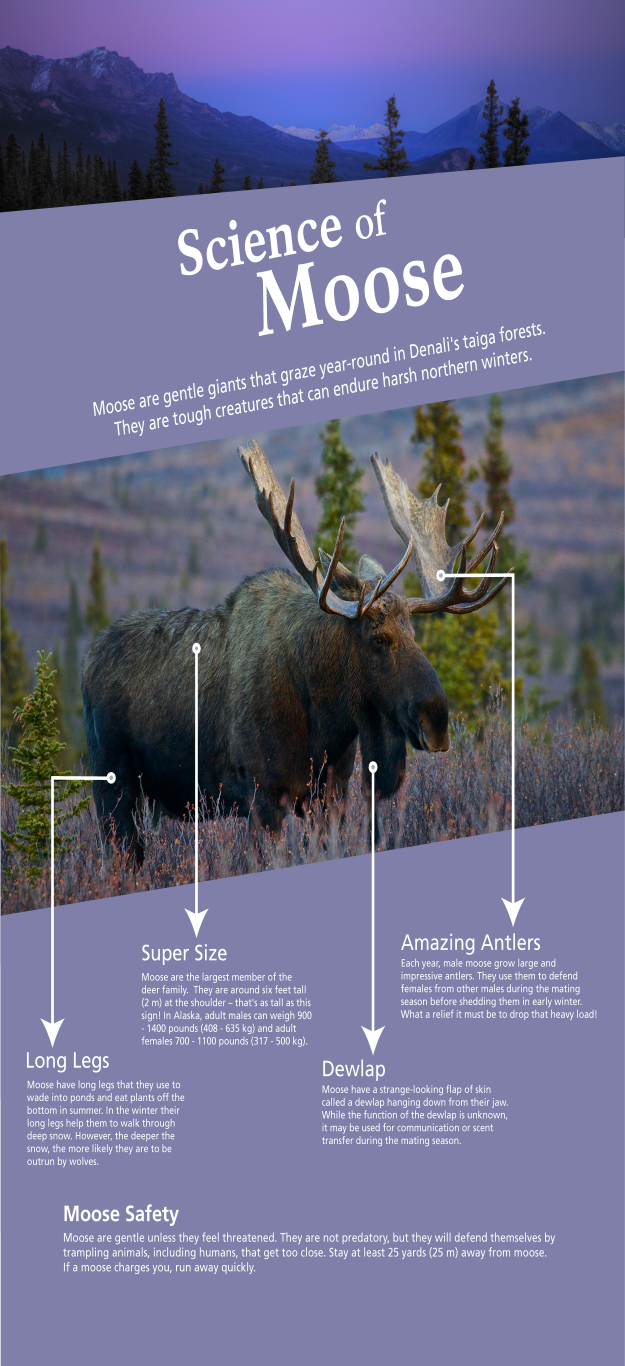 Science of
Moose
Moose are gentle giants that graze year-round in Denali's taiga forests.
They are tough creatures that can endure harsh northern winters.
Amazing Antlers
Each year, male moose grow large and
impressive antlers. They use them to defend
females from other males during the mating
season before shedding them in early winter.
What a relief it must be to drop that heavy load!
Super Size
Moose are the largest member of the
deer family.  They are around six feet tall
(2 m) at the shoulder – that's as tall as this
sign! In Alaska, adult males can weigh 900
- 1400 pounds (408 - 635 kg) and adult
females 700 - 1100 pounds (317 - 500 kg).
Long Legs
Moose have long legs that they use to
wade into ponds and eat plants off the
bottom in summer. In the winter their
long legs help them to walk through
deep snow. However, the deeper the
snow, the more likely they are to be
outrun by wolves.
Dewlap
Moose have a strange-looking flap of skin
called a dewlap hanging down from their jaw.
While the function of the dewlap is unknown,
it may be used for communication or scent
transfer during the mating season.
Moose Safety
Moose are gentle unless they feel threatened. They are not predatory, but they will defend themselves by
trampling animals, including humans, that get too close. Stay at least 25 yards (25 m) away from moose.
If a moose charges you, run away quickly.